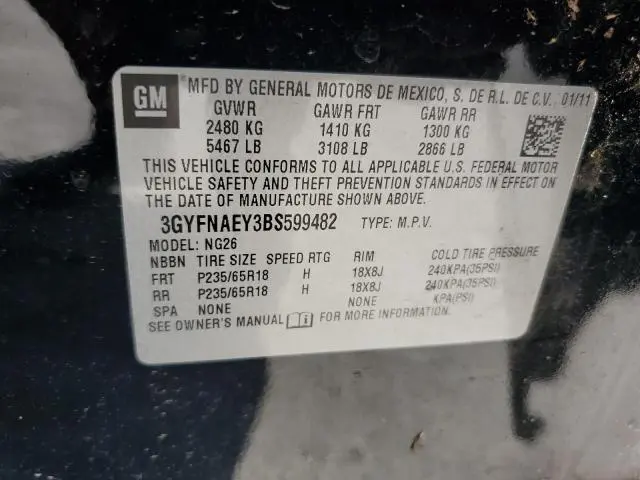 GM
MFD BY GENERAL MOTORS DE MEXICO, S. DE R.L. DE C.V. 01/11
GVWR GAWR FRT GAWR RR
2480 KG 1410 KG 1300 KG
5467 LB 3108 LB 2866 LB
THIS VEHICLE CONFORMS TO ALL APPLICABLE U.S. FEDERAL MOTOR
VEHICLE SAFETY AND THEFT PREVENTION STANDARDS IN EFFECT ON
THE DATE OF MANUFACTURE SHOWN ABOVE.
3GYFNAEY3BS599482 TYPE: M.P.V.
MODEL: NG26
NBBN TIRE SIZE SPEED RTG RIM COLD TIRE PRESSURE
FRT P235/65R18 H 18X8J 240KPA(35PSI)
RR P235/65R18 H 18X8J 240KPA(35PSI)
SPA NONE NONE KPA(PSI)
SEE OWNER'S MANUAL FOR MORE INFORMATION.